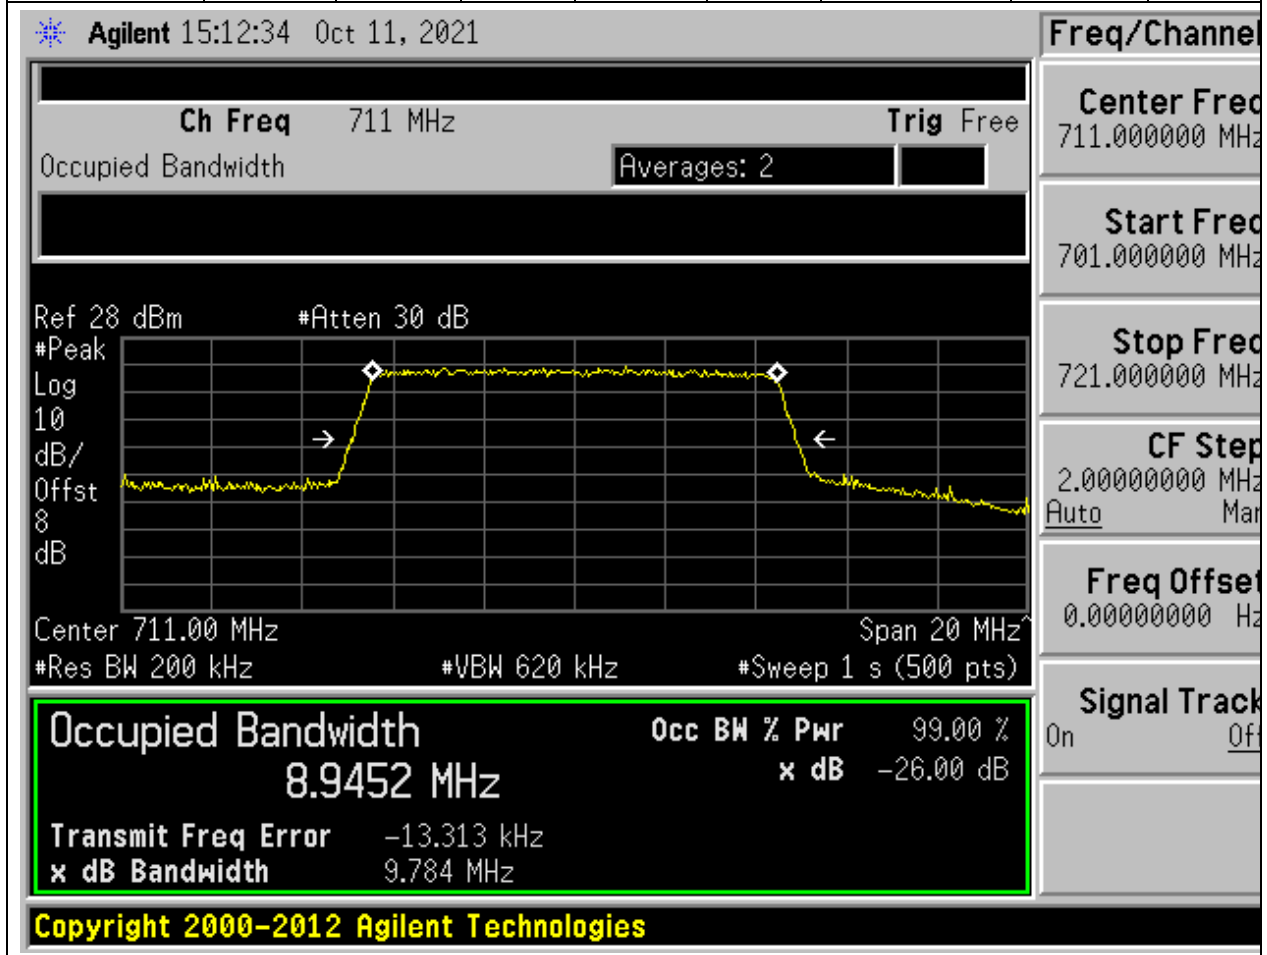 Agilent 15:12:34 Oct 11, 2021
Freq/Channel
Ch Freq 711 MHz Trig Free
Occupied Bandwidth Averages: 2
Center Freq
711.000000 MHz
Start Freq
701.000000 MHz
Stop Freq
721.000000 MHz
CF Step
2.00000000 MHz
Auto Man
Freq Offset
0.00000000 Hz
Signal Track
On Off
Ref 28 dBm #Atten 30 dB
#Peak
Log
10
dB/
Offst
8
dB
Center 711.00 MHz Span 20 MHz^
#Res BW 200 kHz #VBW 620 kHz #Sweep 1 s (500 pts)
Occupied Bandwidth Occ BW % Pwr 99.00 %
8.9452 MHz x dB -26.00 dB
Transmit Freq Error -13.313 kHz
x dB Bandwidth 9.784 MHz
Copyright 2000-2012 Agilent Technologies